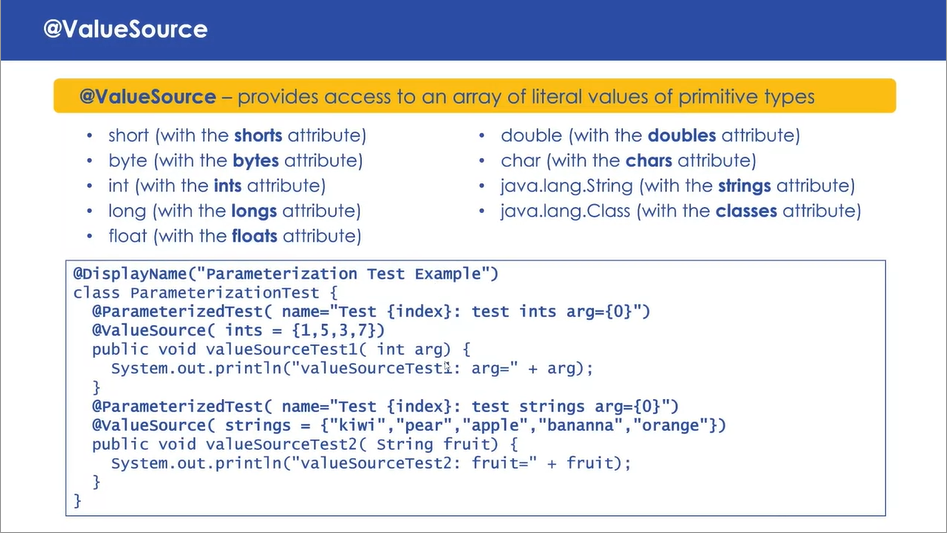 @ValueSource
@ValueSource – provides access to an array of literal values of primitive types
• short (with the shorts attribute)
• byte (with the bytes attribute)
• int (with the ints attribute)
• long (with the longs attribute)
• float (with the floats attribute)
• double (with the doubles attribute)
• char (with the chars attribute)
• java.lang.String (with the strings attribute)
• java.lang.Class (with the classes attribute)
@DisplayName("Parameterization Test Example")
class ParameterizationTest {
  @ParameterizedTest( name="Test {index}: test ints arg={0}")
  @ValueSource( ints = {1,5,3,7})
  public void valueSourceTest1( int arg) {
    System.out.println("valueSourceTest1: arg=" + arg);
  }
  @ParameterizedTest( name="Test {index}: test strings arg={0}")
  @ValueSource( strings = {"kiwi","pear","apple","bananna","orange"})
  public void valueSourceTest2( String fruit) {
    System.out.println("valueSourceTest2: fruit=" + fruit);
  }
}